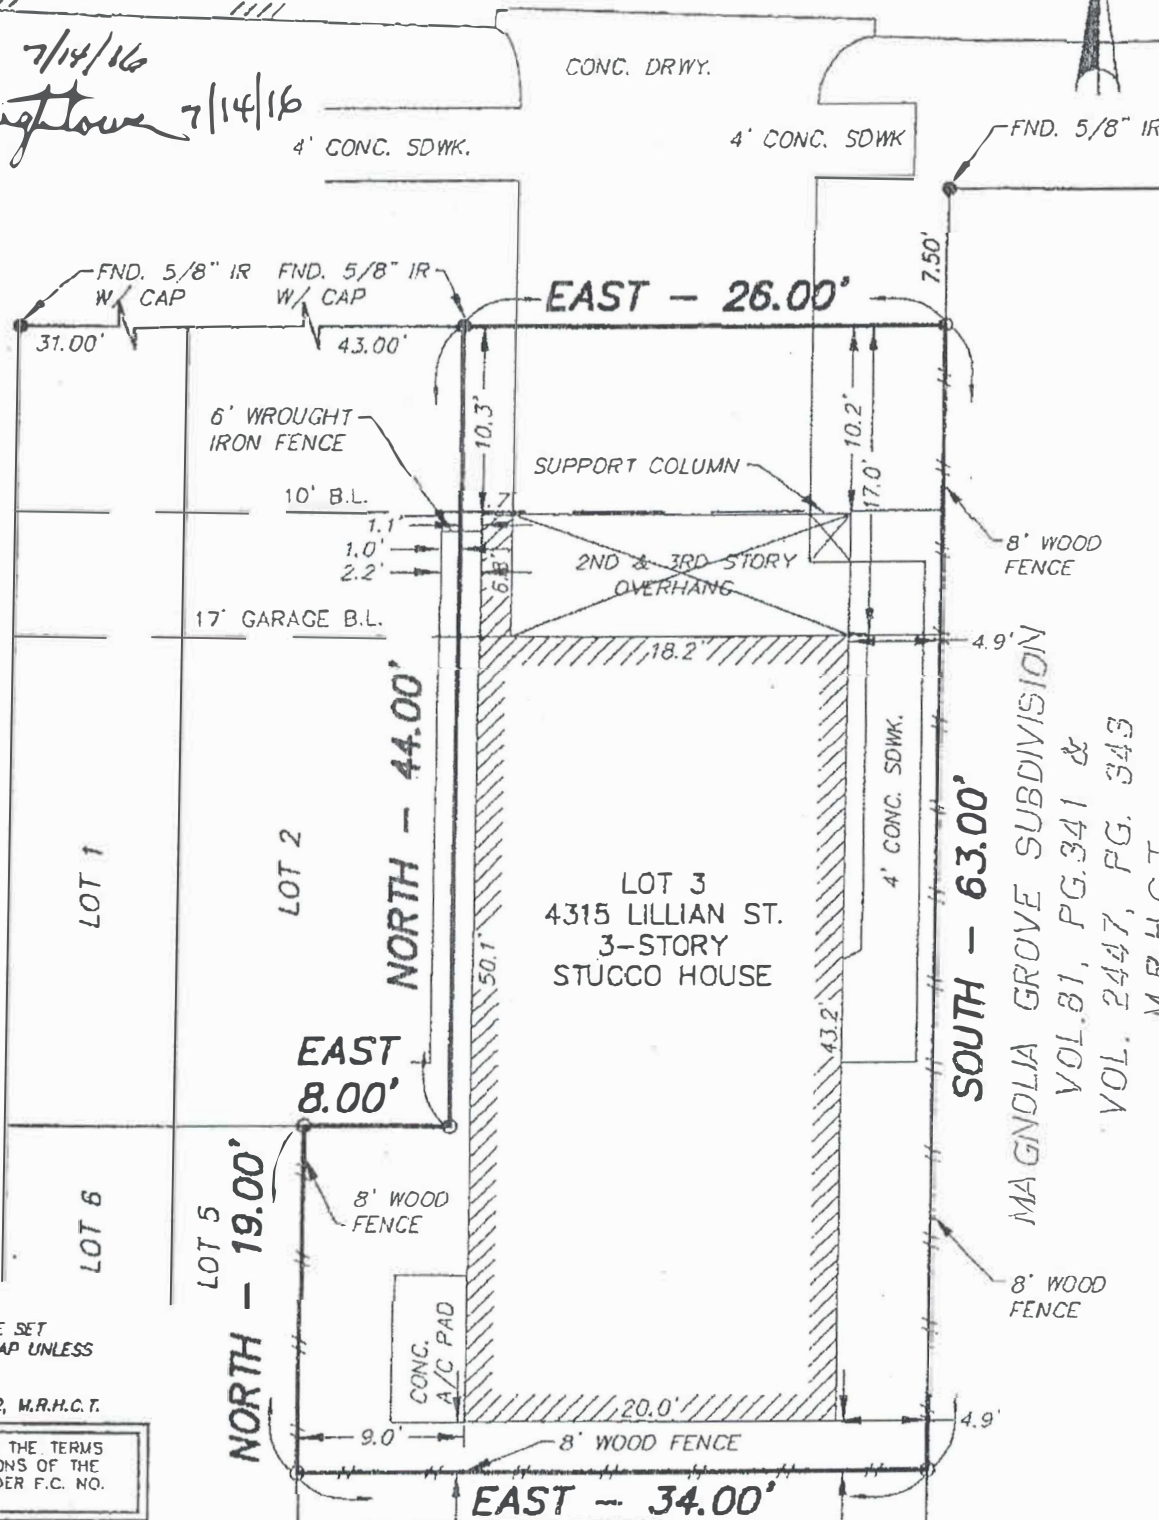 7/14/16
7/14/16
CONC. DRWY.
4' CONC. SDWK.
4' CONC. SDWK
FND. 5/8" IR
7.50'
FND. 5/8" IR
W/ CAP
FND. 5/8" IR
W/ CAP
EAST - 26.00'
31.00'
43.00'
6' WROUGHT
IRON FENCE
10.3'
10.2'
17.0'
SUPPORT COLUMN
10' B.L.
.7'
1.1'
1.0'
2.2'
6.8'
2ND & 3RD STORY
OVERHANG
8' WOOD
FENCE
17' GARAGE B.L.
18.2'
4.9'
NORTH - 44.00'
LOT 1
LOT 2
50.1'
LOT 3
4315 LILLIAN ST.
3-STORY
STUCCO HOUSE
43.2'
4' CONC. SDWK.
SOUTH - 63.00'
MAGNOLIA GROVE SUBDIVISION
VOL.81, PG.341 &
VOL. 2447, PG. 343
M.R.H.C.T.
EAST
8.00'
NORTH - 19.00'
8' WOOD
FENCE
LOT 6
LOT 5
8' WOOD
FENCE
CONC.
A/C PAD
SET
UNLESS
M.R.H.C.T.
THE TERMS
OF THE
F.C. NO.
20.0'
4.9'
9.0'
8' WOOD FENCE
EAST - 34.00'